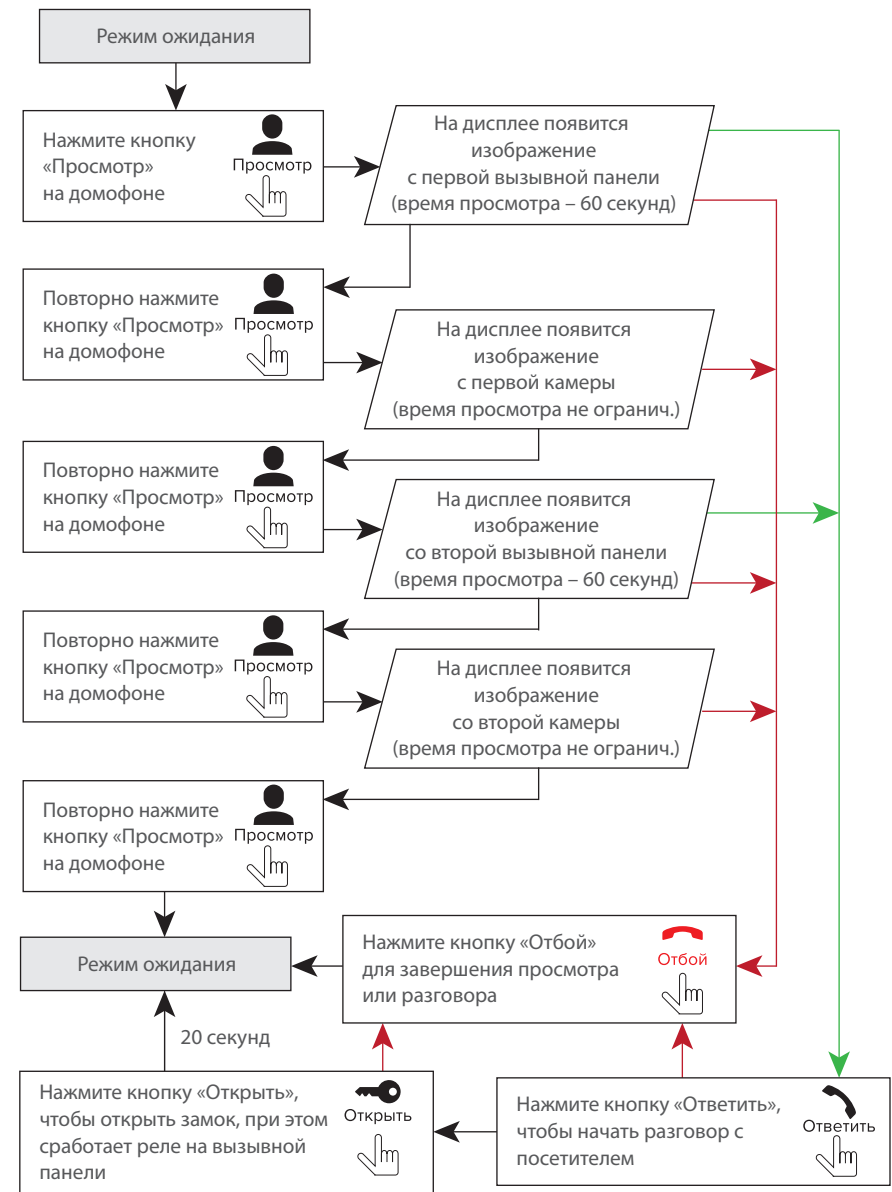 Режим ожидания
Нажмите кнопку
«Просмотр»
на домофоне
Просмотр
На дисплее появится
изображение
с первой вызывной панели
(время просмотра – 60 секунд)
Повторно нажмите
кнопку «Просмотр»
на домофоне
Просмотр
На дисплее появится
изображение
с первой камеры
(время просмотра не огранич.)
Повторно нажмите
кнопку «Просмотр»
на домофоне
Просмотр
На дисплее появится
изображение
со второй вызывной панели
(время просмотра – 60 секунд)
Повторно нажмите
кнопку «Просмотр»
на домофоне
Просмотр
На дисплее появится
изображение
со второй камеры
(время просмотра не огранич.)
Повторно нажмите
кнопку «Просмотр»
на домофоне
Просмотр
Режим ожидания
Нажмите кнопку «Отбой»
для завершения просмотра
или разговора
Отбой
20 секунд
Нажмите кнопку «Открыть»,
чтобы открыть замок, при этом
сработает реле на вызывной
панели
Открыть
Нажмите кнопку «Ответить»,
чтобы начать разговор с
посетителем
Ответить